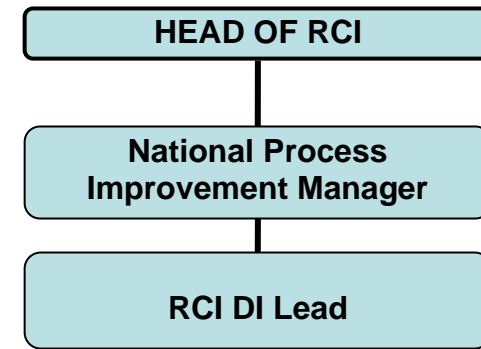 HEAD OF RCI
National Process
Improvement Manager
RCI DI Lead